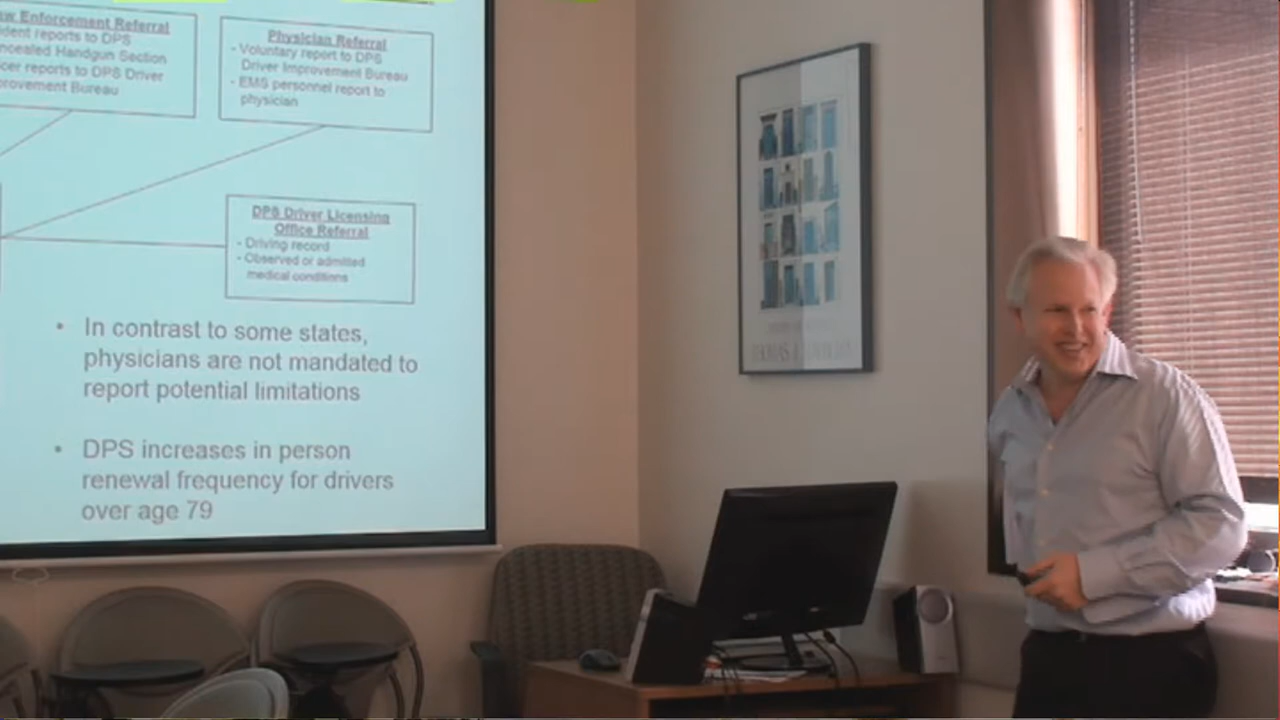 Enforcement Referral
reports to DPS
Handgun Section
reports to DPS Driver
Bureau
Physician Referral
- Voluntary report to DPS
Driver Improvement Bureau
- EMS personnel report to
physician
DPS Driver Licensing
Office Referral
- Driving record
- Observed or admitted
medical conditions
• In contrast to some states,
physicians are not mandated to
report potential limitations
• DPS increases in person
renewal frequency for drivers
over age 79